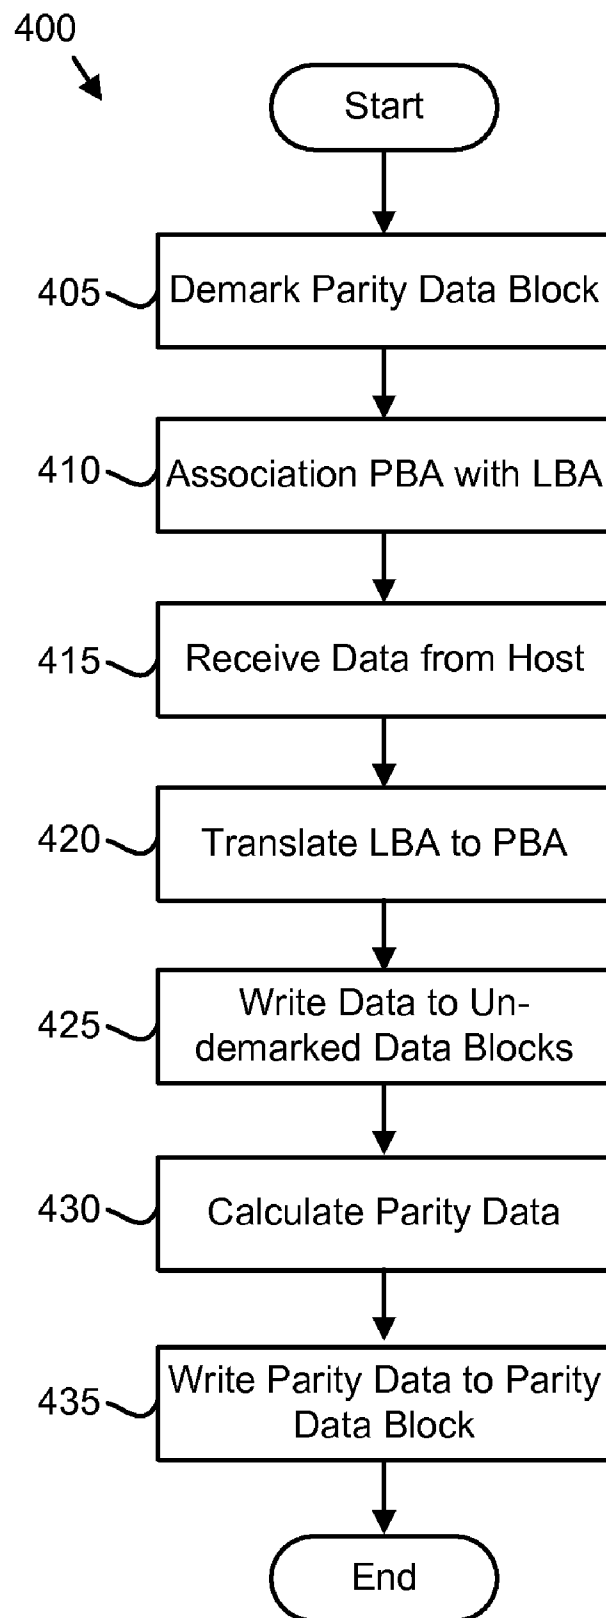 400
Start
405
Demark Parity Data Block
410
Association PBA with LBA
415
Receive Data from Host
420
Translate LBA to PBA
425
Write Data to Un-
demarked Data Blocks
430
Calculate Parity Data
435
Write Parity Data to Parity
Data Block
End